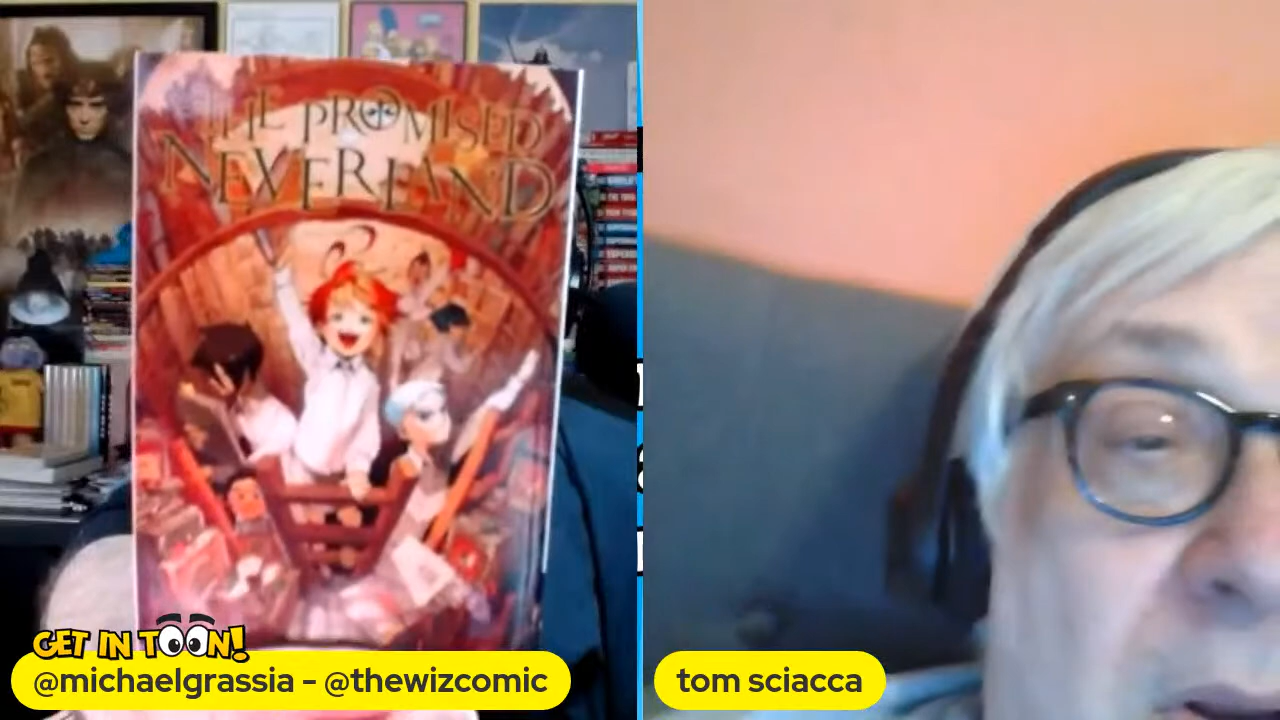 THE PROMISED
NEVERLAND
GET IN TOON!
@michaelgrassia - @thewizcomic
tom sciacca